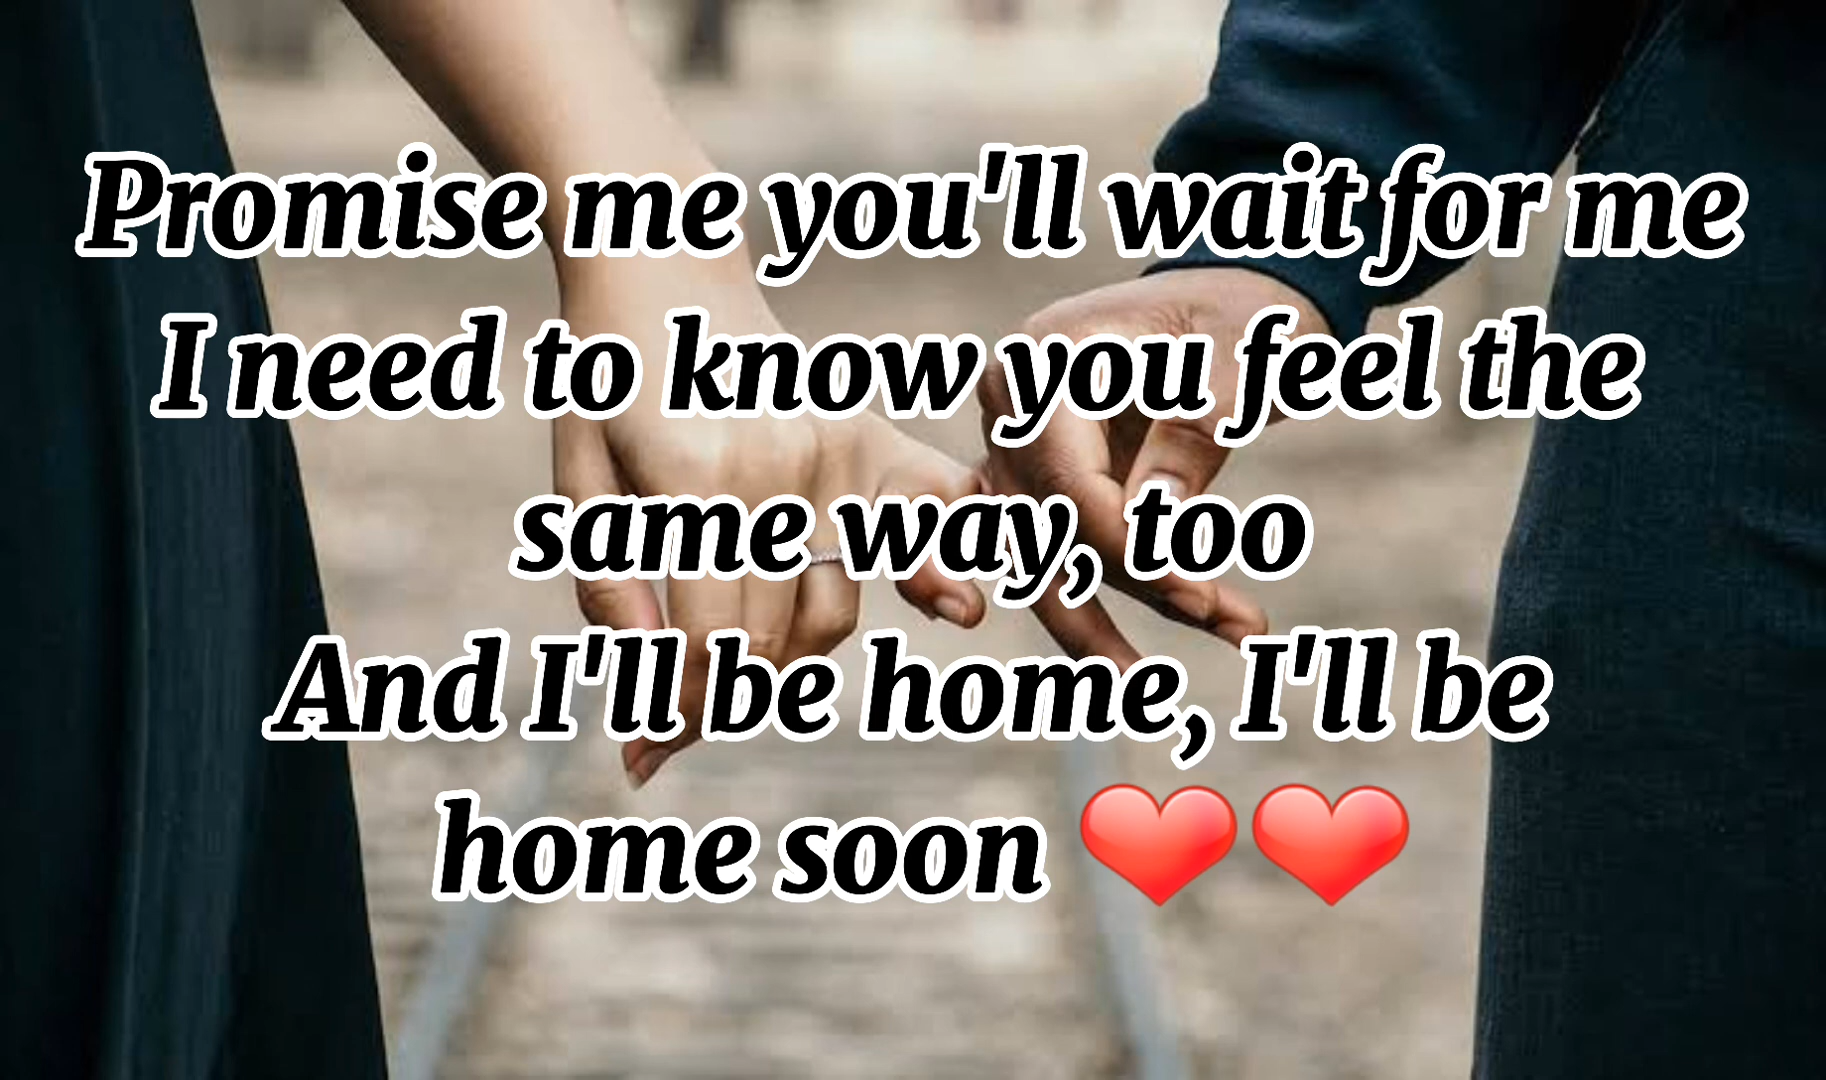 Promise me you'll wait for me
I need to know you feel the
same way, too
And I'll be home, I'll be
home soon ❤️❤️